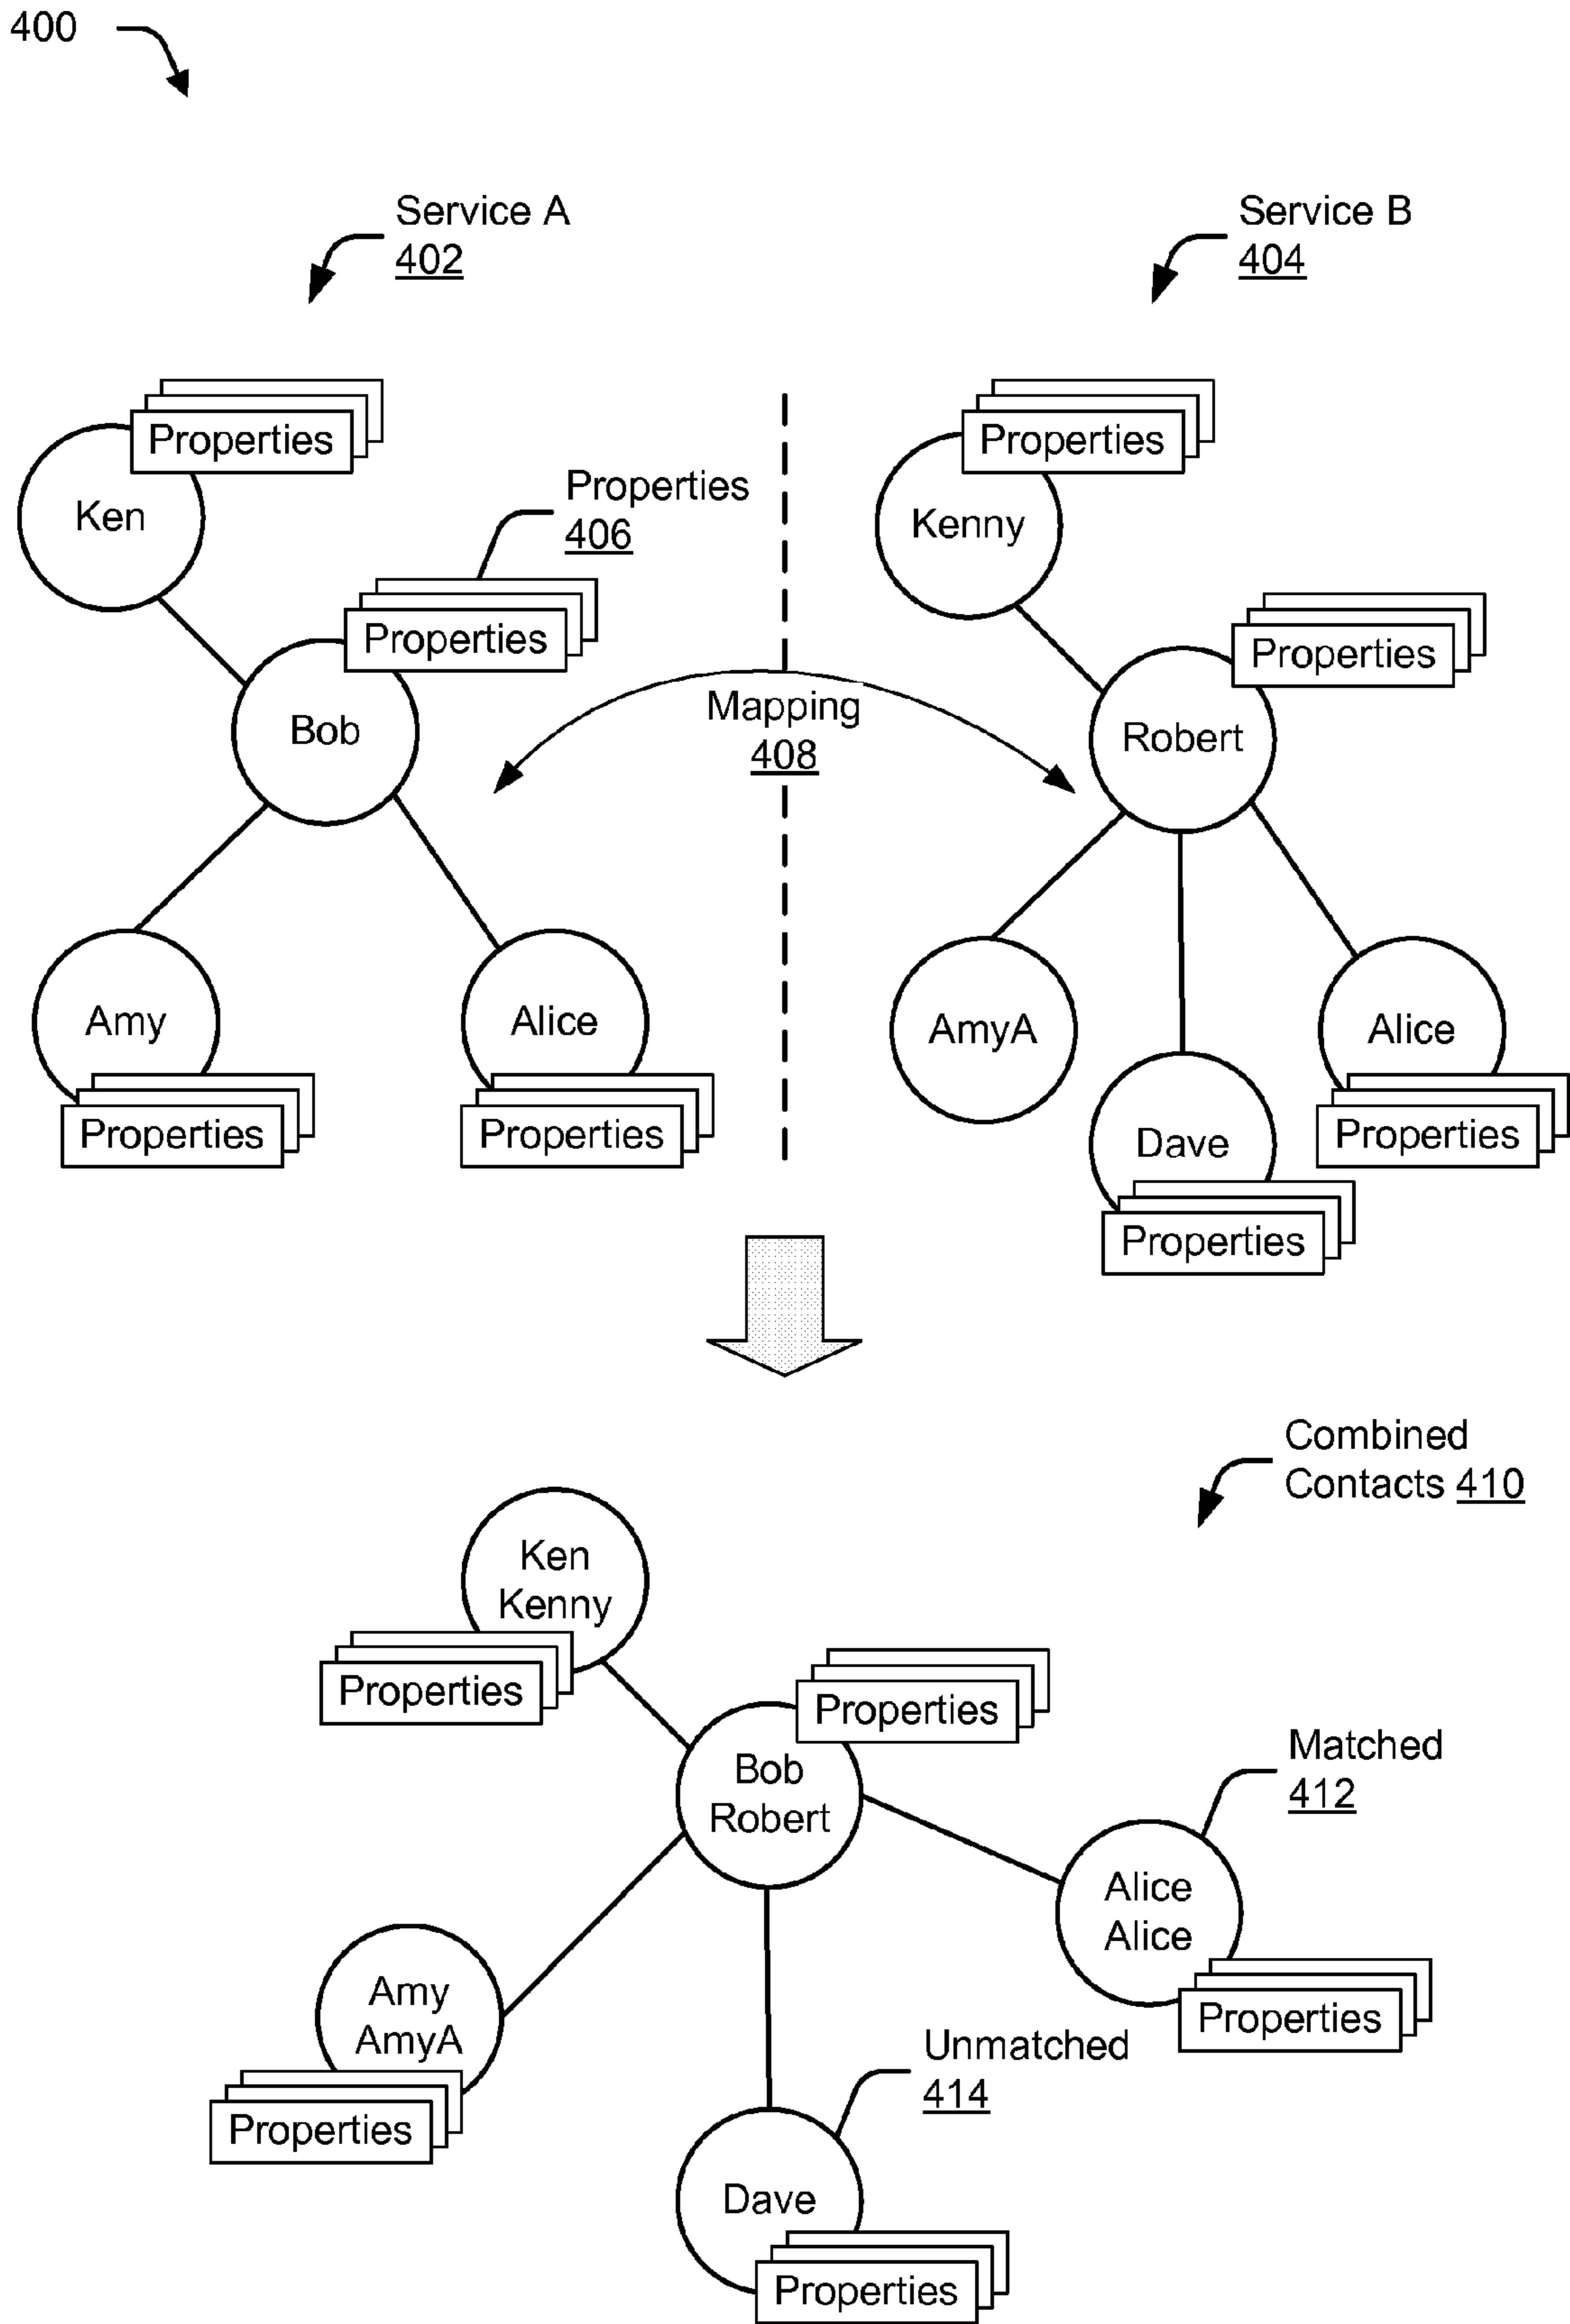 400
Service A
402
Service B
404
Properties
Ken
Properties
406
Properties
Bob
Properties
Kenny
Properties
Robert
Mapping
408
Amy
Properties
Alice
Properties
AmyA
Dave
Properties
Alice
Properties
Combined
Contacts 410
Ken
Kenny
Properties
Properties
Bob
Robert
Matched
412
Alice
Alice
Properties
Amy
AmyA
Properties
Unmatched
414
Dave
Properties